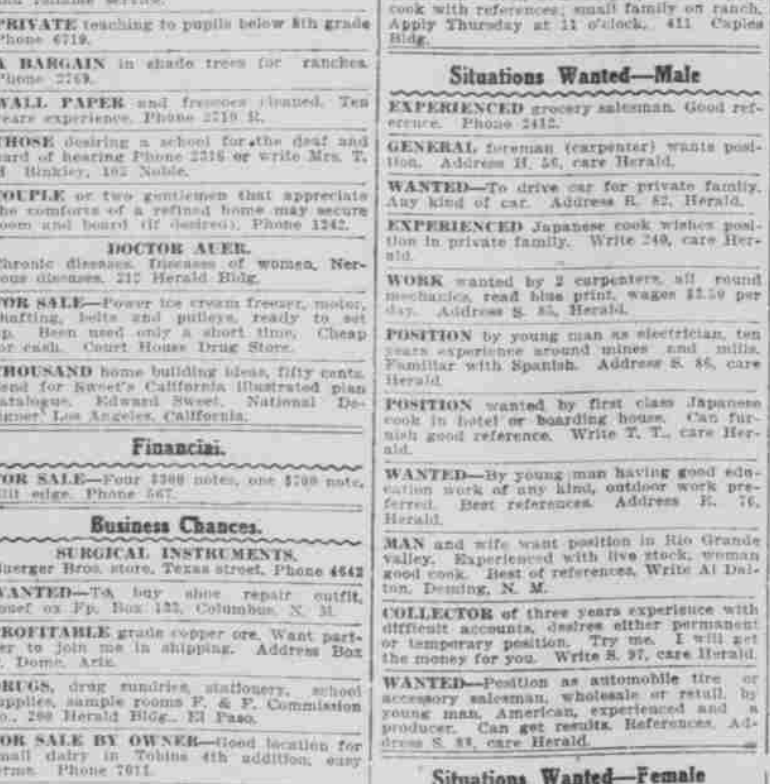 PRIVATE teaching to pupils below 8th grade
Phone 6719.
A BARGAIN in shade trees for ranches.
Phone 2769.
WALL PAPER and frescoes cleaned. Ten
years experience. Phone 2710 R.
THOSE desiring a school for the deaf and
hard of hearing Phone 2316 or write Mrs. T.
H Binkley, 102 Noble.
COUPLE or two gentlemen that appreciate
the comforts of a refined home may secure
room and board (if desired). Phone 1242.
DOCTOR AUER.
Chronic diseases. Diseases of women, Ner-
vous diseases. 212 Herald Bldg.
FOR SALE—Power ice cream freezer, motor,
shafting, belts and pulleys, ready to set
up. Been used only a short time. Cheap
for cash. Court House Drug Store.
THOUSAND home building ideas, fifty cents.
Send for Sweet's California illustrated plan
catalogue. Edward Sweet, National De-
signer, Los Angeles, California.
Financial.
FOR SALE—Four $300 notes, one $700 note,
gilt edge. Phone 567.
Business Chances.
SURGICAL INSTRUMENTS.
Buerger Bros. store, Texas street, Phone 4642
WANTED—To buy shoe repair outfit,
Box 133, Columbus, N. M.
PROFITABLE grade copper ore. Want part-
ner to join me in shipping. Address Box
Dome, Ariz.
DRUGS, drug sundries, stationery, school
supplies, sample rooms F. & F. Commission
Co., 200 Herald Bldg., El Paso.
FOR SALE BY OWNER—Good location for
small dairy in Tobins 4th addition, easy
terms. Phone 7011.
cook with references; small family on ranch.
Apply Thursday at 11 o'clock. 411 Caples
Bldg.
Situations Wanted—Male
EXPERIENCED grocery salesman. Good ref-
erence. Phone 2412.
GENERAL foreman (carpenter) wants posi-
tion. Address H. 56, care Herald.
WANTED—To drive car for private family.
Any kind of car. Address R. 82, Herald.
EXPERIENCED Japanese cook wishes posi-
tion in private family. Write 240, care Her-
ald.
WORK wanted by 2 carpenters, all round
mechanics, read blue print, wages $3.50 per
day. Address S. 85, Herald.
POSITION by young man as electrician, ten
years experience around mines and mills.
Familiar with Spanish. Address S. 86, care
Herald.
POSITION wanted by first class Japanese
cook in hotel or boarding house. Can fur-
nish good reference. Write T. T., care Her-
ald.
WANTED—By young man having good edu-
cation work of any kind, outdoor work pre-
ferred. Best references. Address R. 76,
Herald.
MAN and wife want position in Rio Grande
valley. Experienced with live stock, woman
good cook. Best of references. Write Al Dal-
ton, Deming, N. M.
COLLECTOR of three years experience with
difficult accounts, desires either permanent
or temporary position. Try me. I will get
the money for you. Write S. 97, care Herald.
WANTED—Position as automobile tire or
accessory salesman, wholesale or retail, by
young man, American, experienced and a
producer. Can get results. References. Ad-
dress S. 88, care Herald.
Situations Wanted—Female